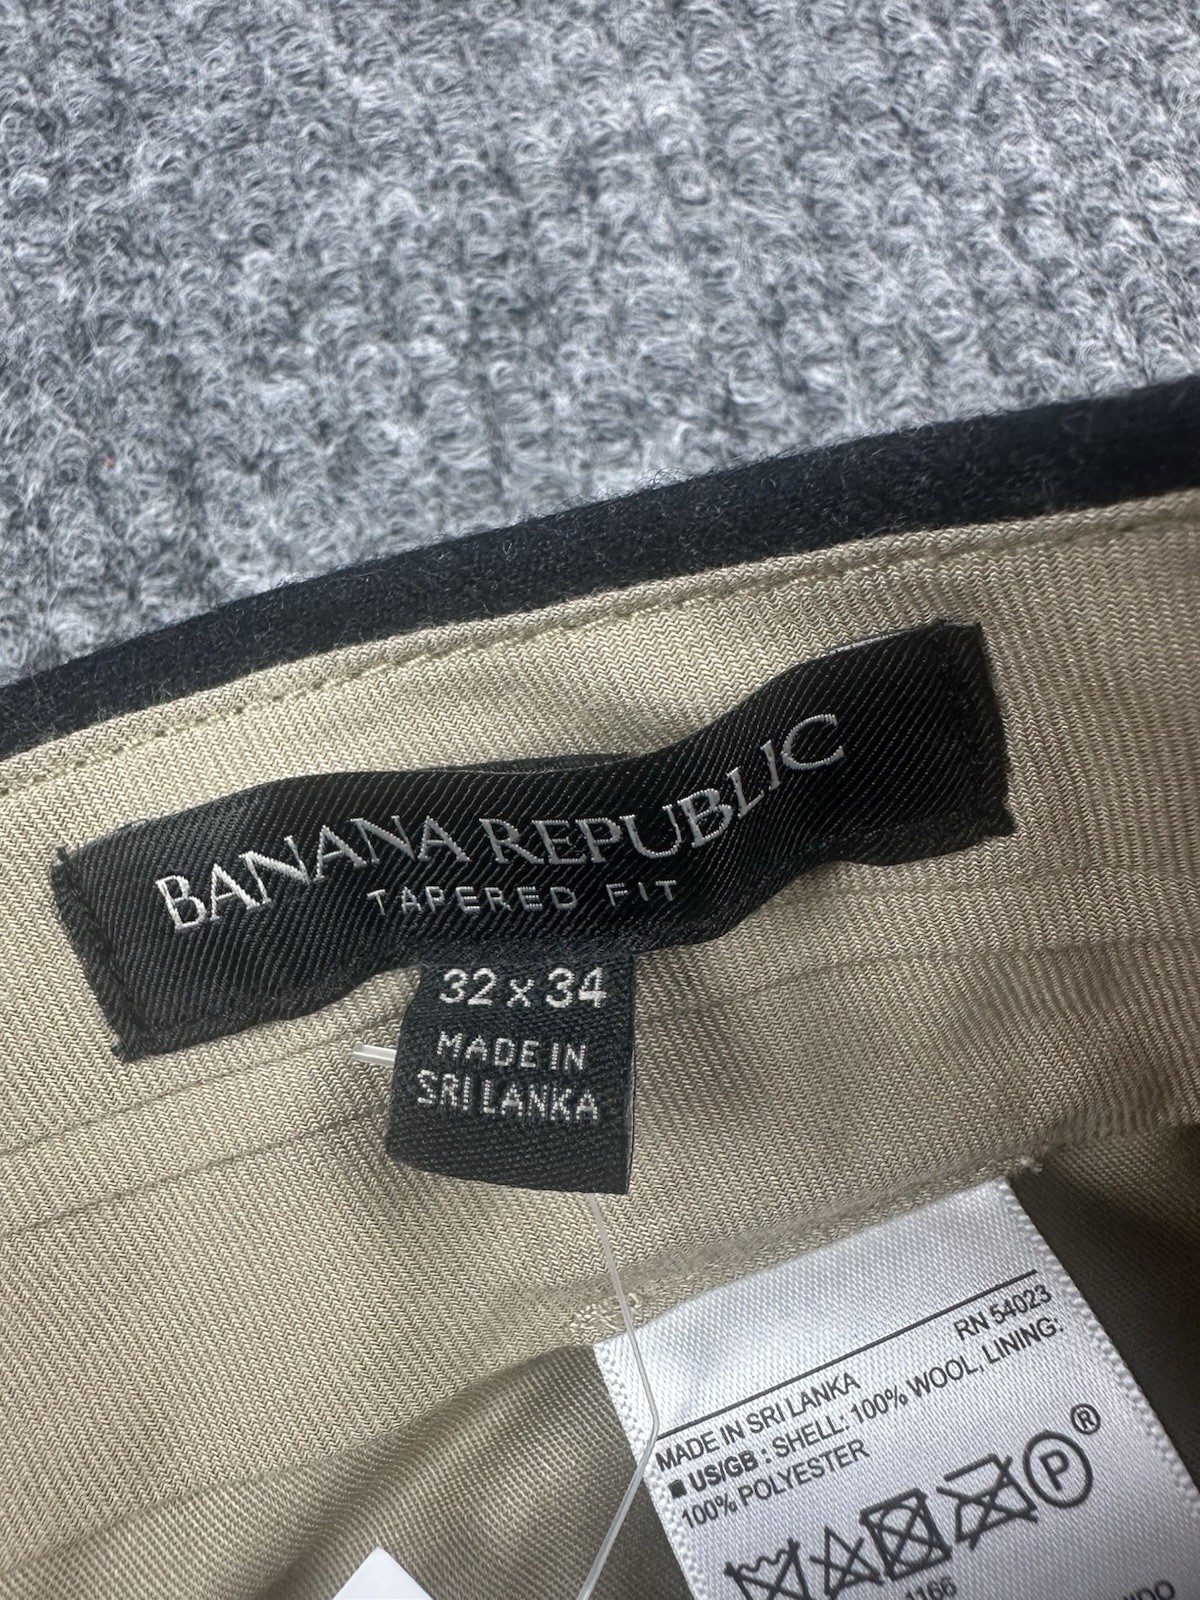 BANANA REPUBLIC
TAPERED FIT
32 x 34
MADE IN
SRI LANKA
RN 54023
MADE IN SRI LANKA
■ US/GB : SHELL: 100% WOOL, LINING:
100% POLYESTER
P ®
1166